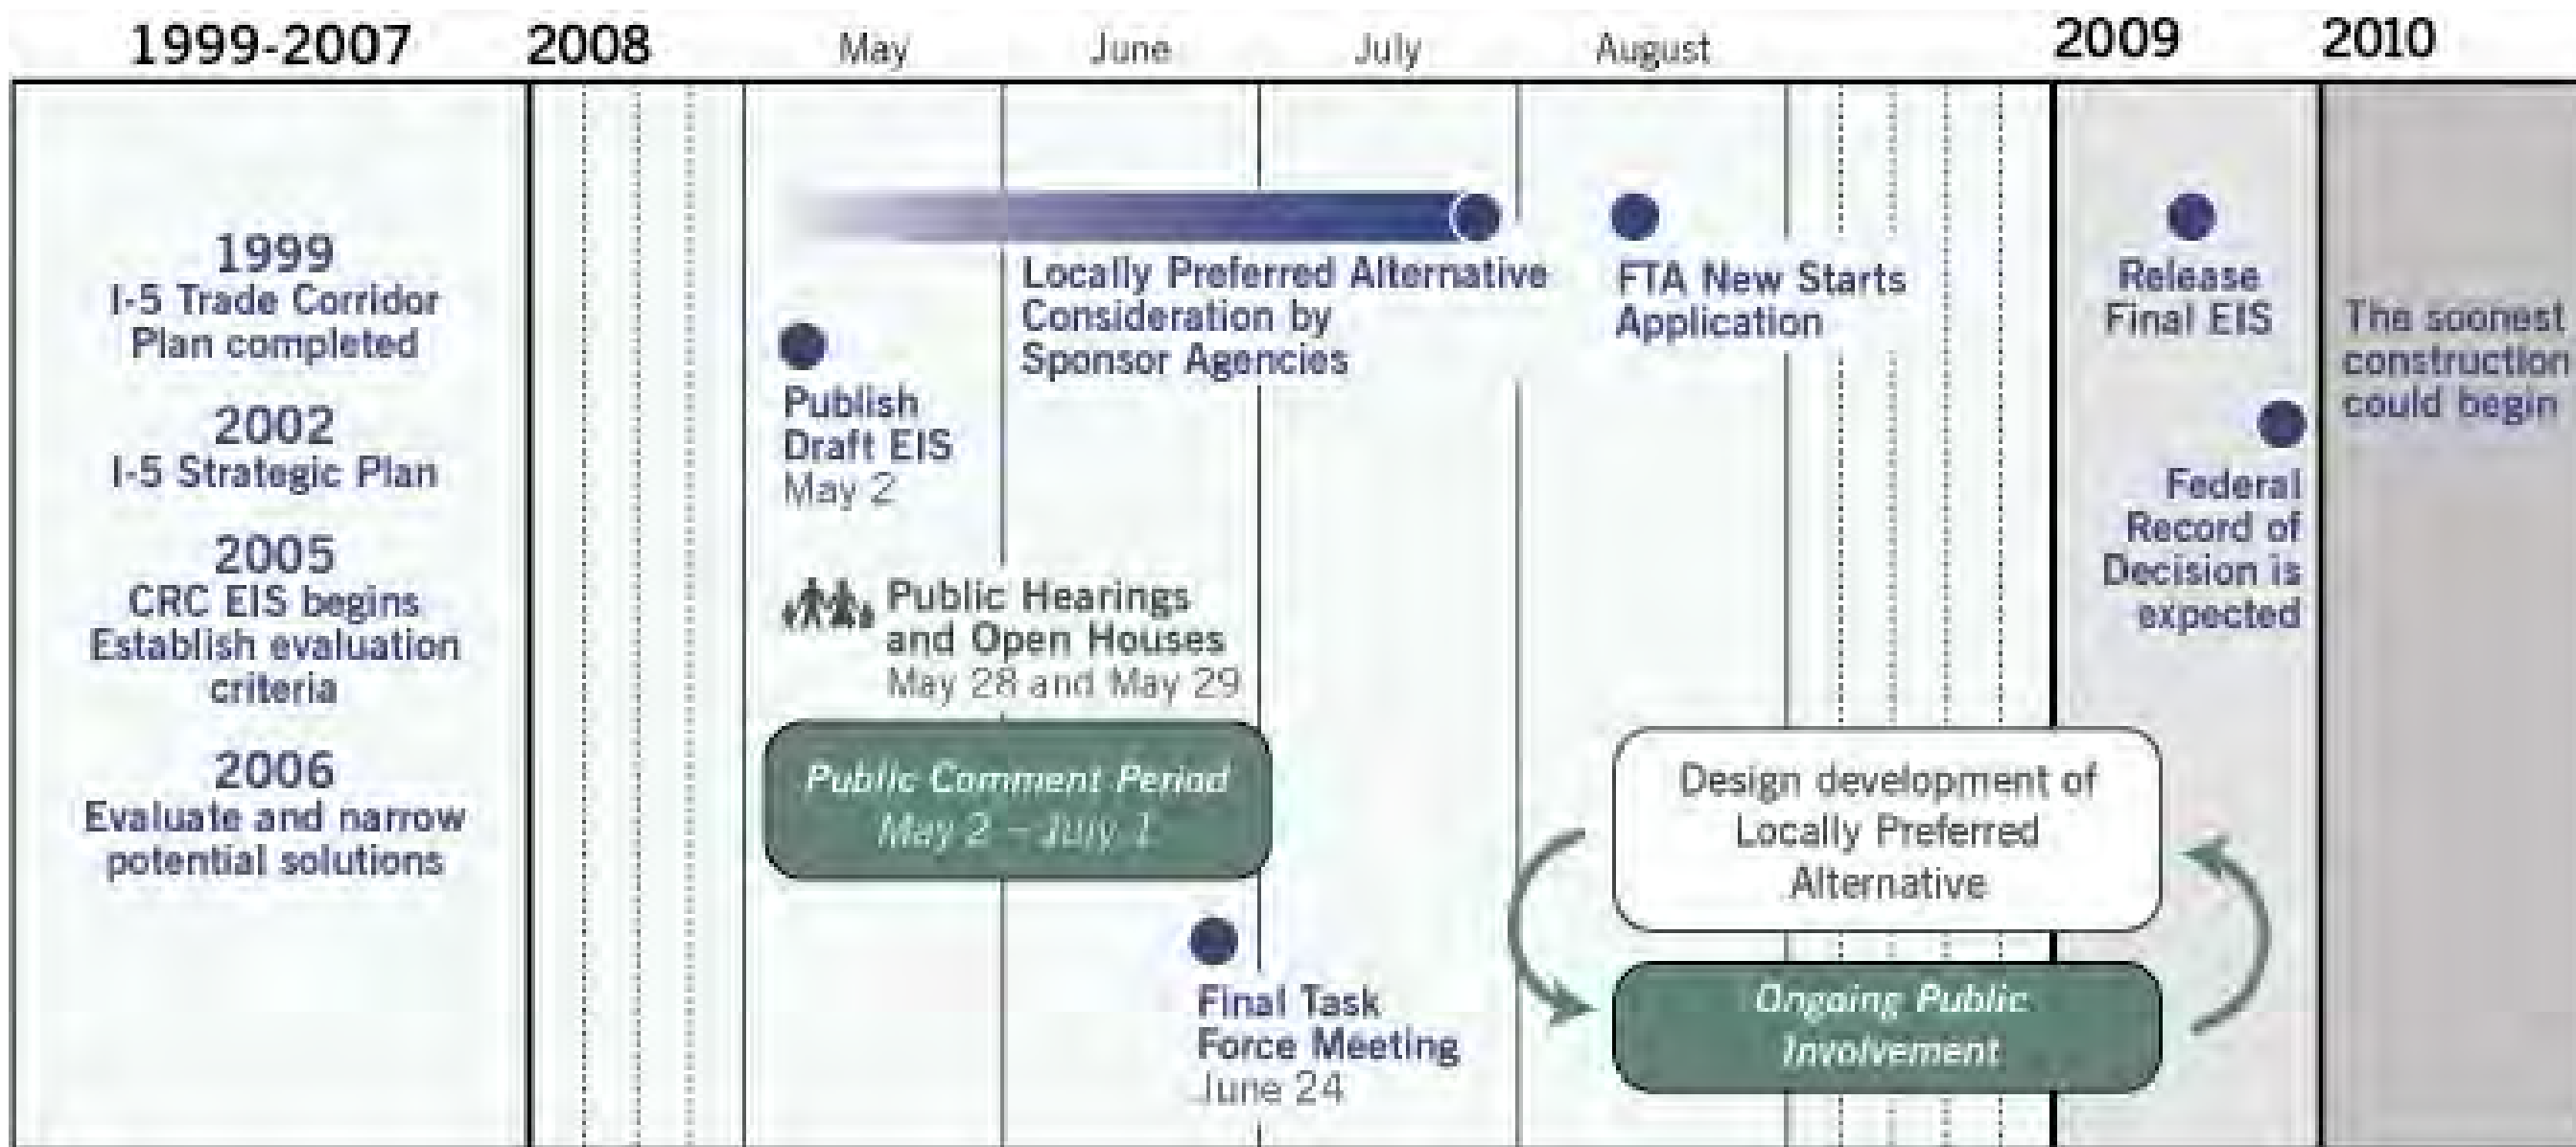 1999-2007
2008
May
June
July
August
2009
2010
1999
I-5 Trade Corridor
Plan completed
2002
I-5 Strategic Plan
2005
CRC EIS begins
Establish evaluation
criteria
2006
Evaluate and narrow
potential solutions
Locally Preferred Alternative
Consideration by
Sponsor Agencies
Publish
Draft EIS
May 2
Public Hearings
and Open Houses
May 28 and May 29
Public Comment Period
May 2 – July 1
Final Task
Force Meeting
June 24
FTA New Starts
Application
Design development of
Locally Preferred
Alternative
Ongoing Public
Involvement
Release
Final EIS
Federal
Record of
Decision is
expected
The soonest
construction
could begin